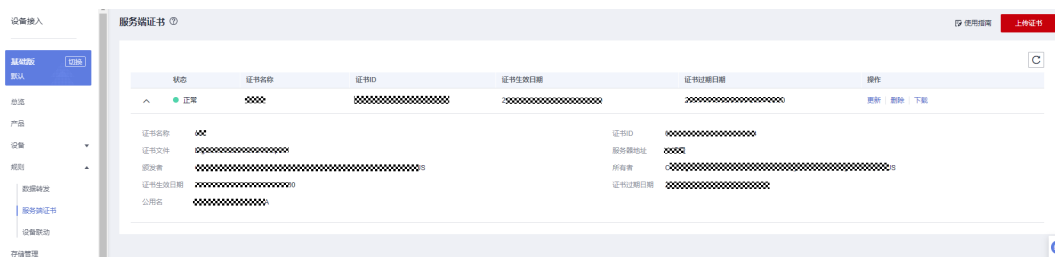 设备接入
服务端证书
使用指南
上传证书
基础版
切换
默认
总览
产品
设备
规则
数据转发
服务端证书
设备联动
存储管理
状态 证书名称 证书ID 证书生效日期 证书过期日期 操作
正常 更新 删除 下载
证书名称
证书ID
证书文件
服务器地址
颁发者
所有者
证书生效日期
证书过期日期
公用名